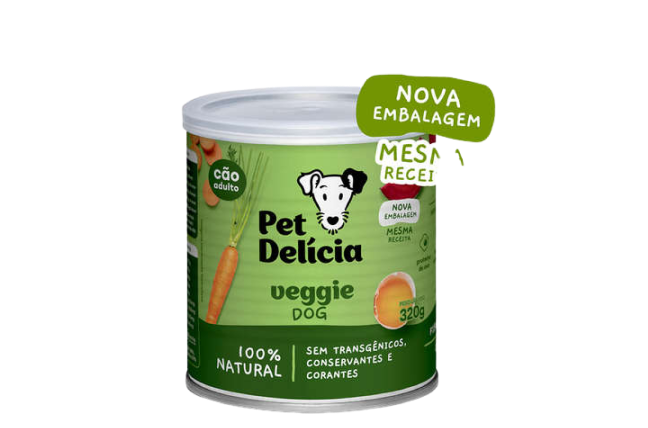 NOVA
EMBALAGEM
MESMA
RECEI
cão
adulto
Pet
Delícia
NOVA
EMBALAGEM
MESMA
RECEITA
veggie
DOG
320g
100%
NATURAL
SEM TRANSGÊNICOS,
CONSERVANTES E
CORANTES